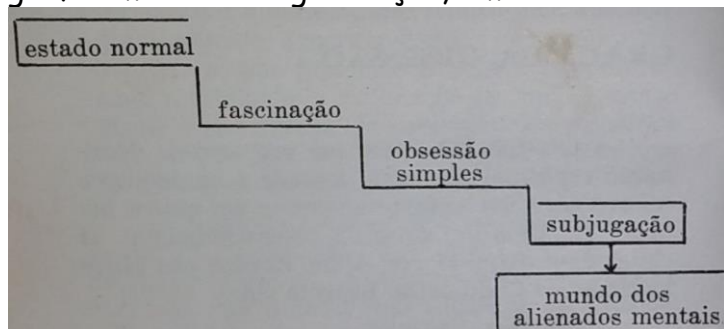 estado normal
fascinação
obsessão
simples
subjugação
mundo dos
alienados mentais